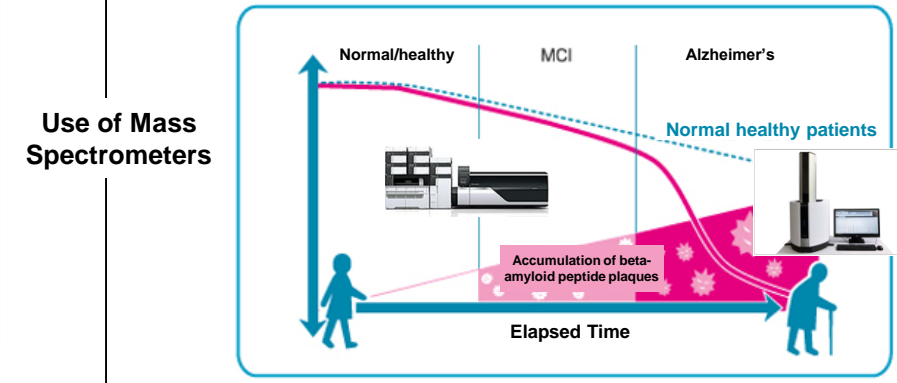 Use of Mass
Spectrometers
Normal/healthy
MCI
Alzheimer's
Normal healthy patients
Accumulation of beta-
amyloid peptide plaques
Elapsed Time